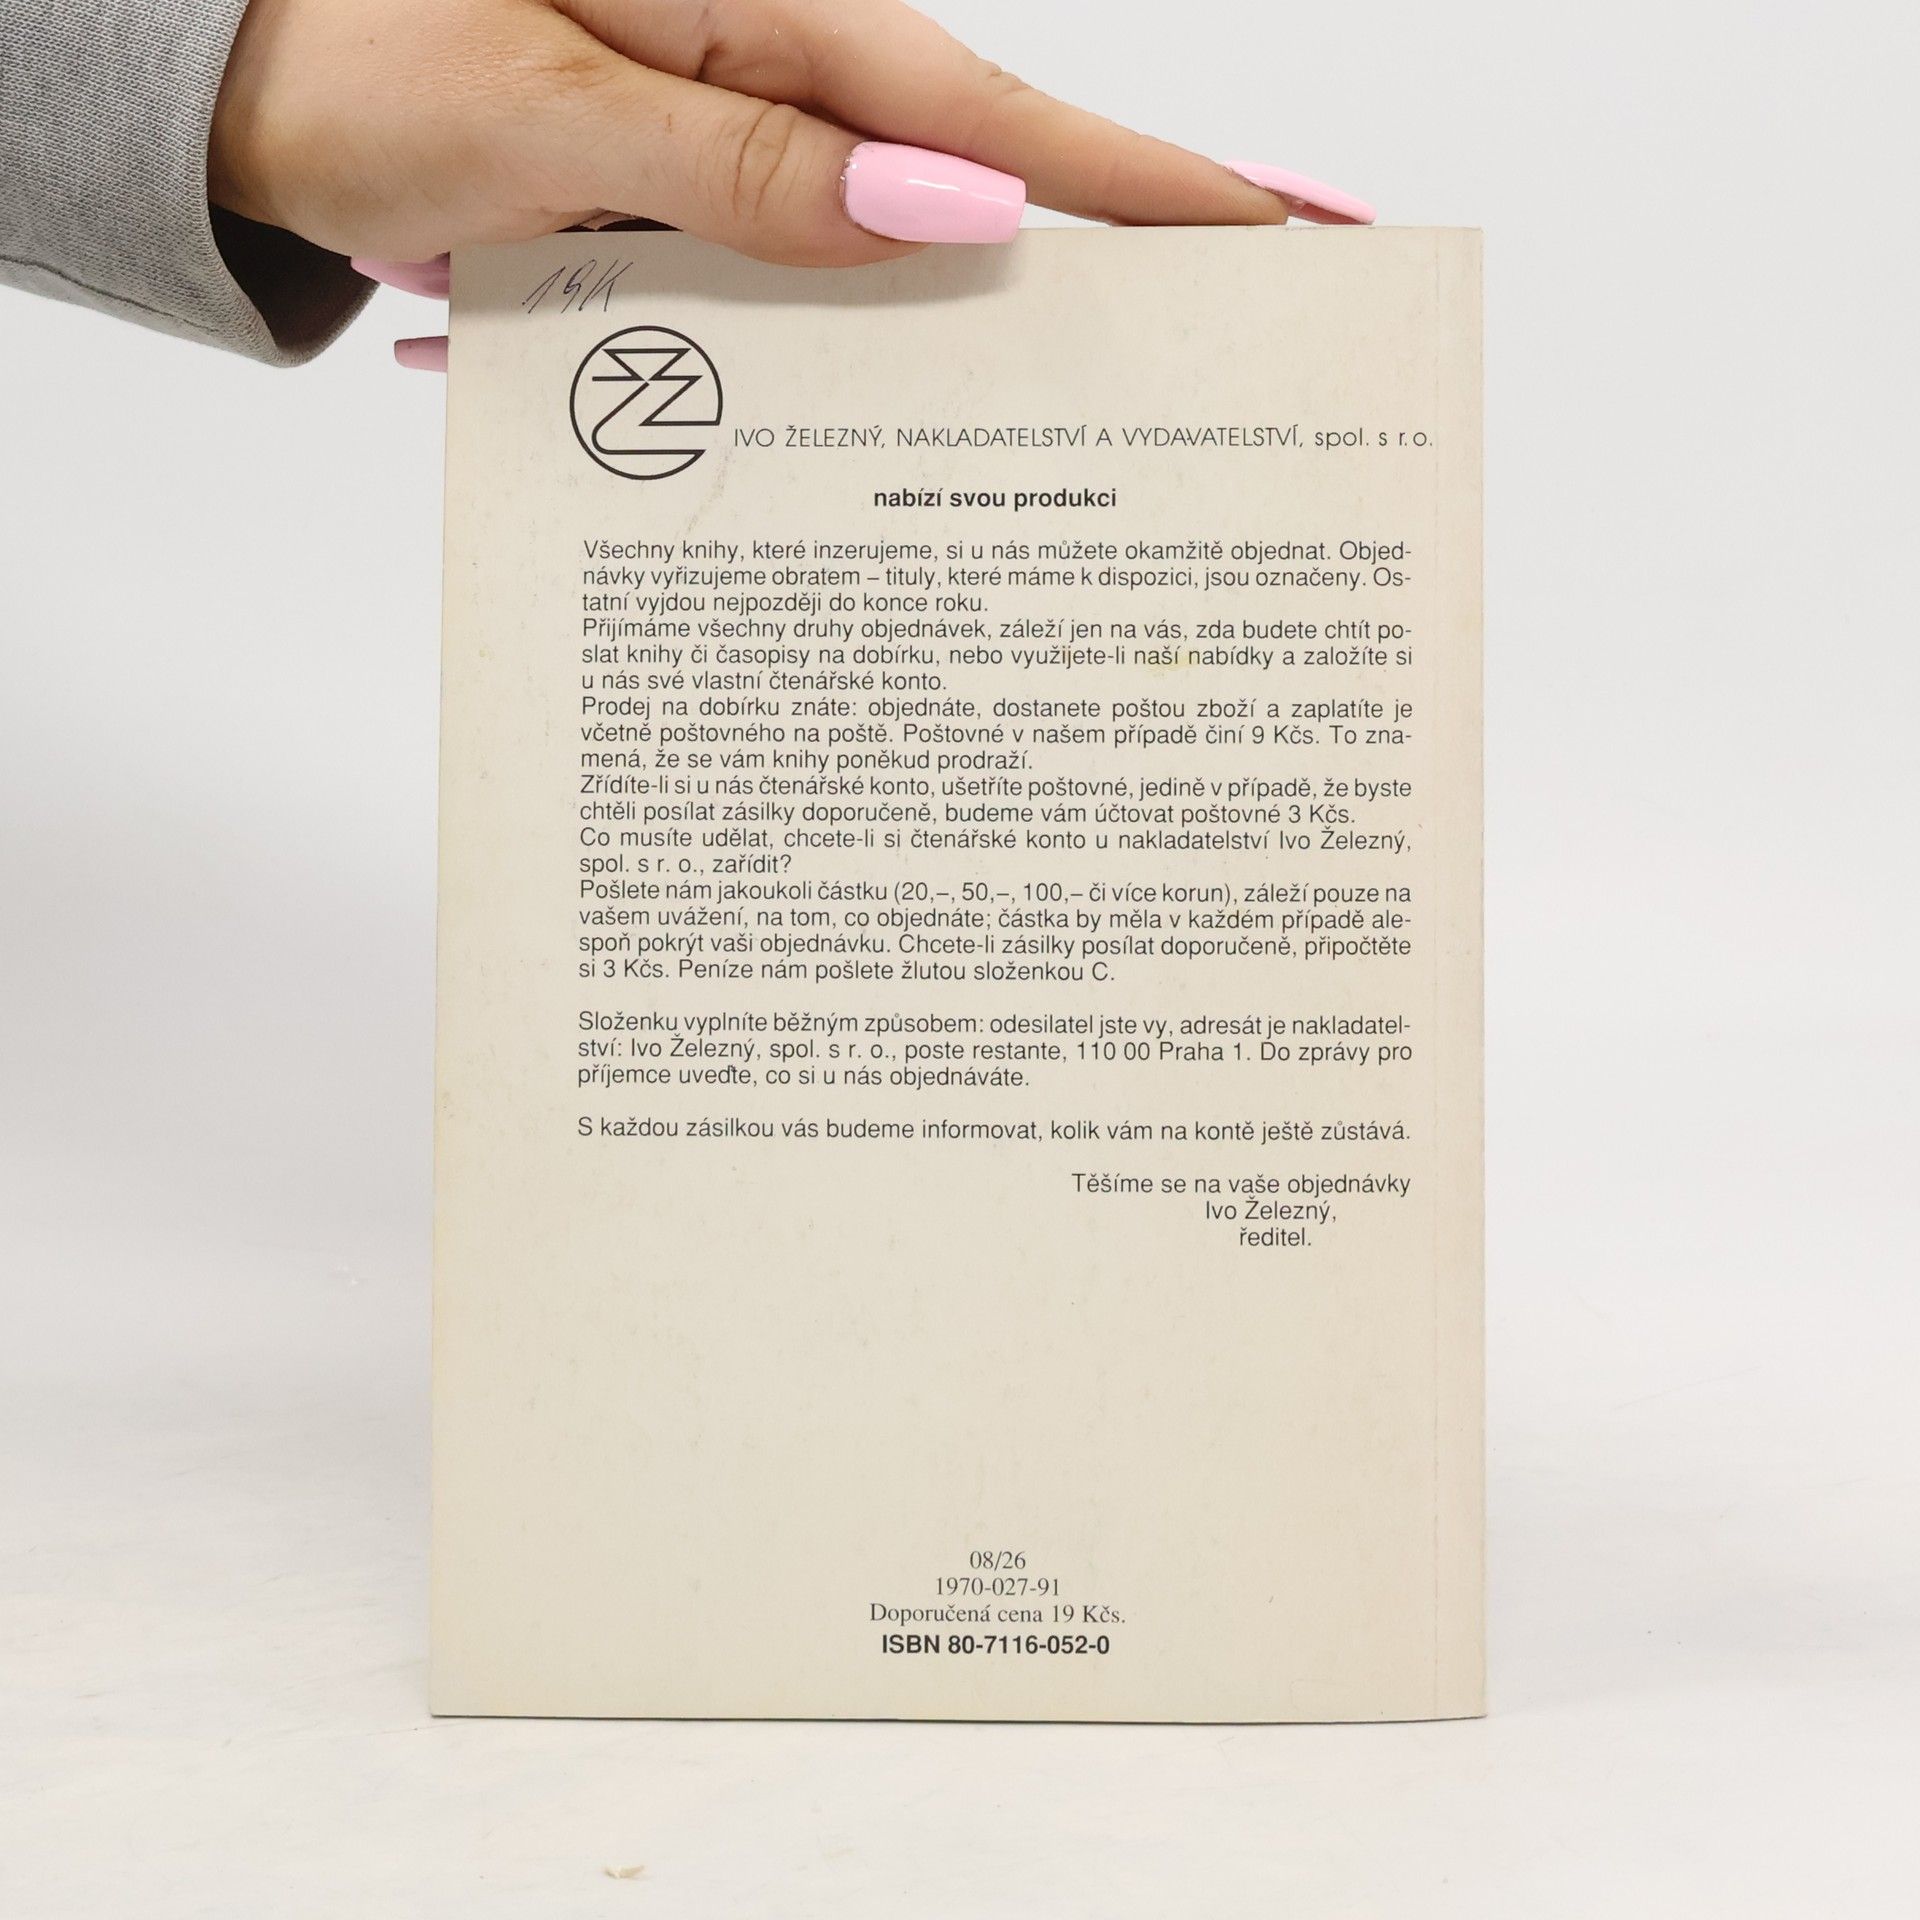 19K
IVO ŽELEZNÝ, NAKLADATELSTVÍ A VYDAVATELSTVÍ, spol. s r.o.
nabízí svou produkci
Všechny knihy, které inzerujeme, si u nás můžete okamžitě objednat. Objed-
návky vyřizujeme obratem – tituly, které máme k dispozici, jsou označeny. Os-
tatní vyjdou nejpozději do konce roku.
Přijímáme všechny druhy objednávek, záleží jen na vás, zda budete chtít po-
slat knihy či časopisy na dobírku, nebo využijete-li naší nabídky a založíte si
u nás své vlastní čtenářské konto.
Prodej na dobírku znáte: objednáte, dostanete poštou zboží a zaplatíte je
včetně poštovného na poště. Poštovné v našem případě činí 9 Kčs. To zna-
mená, že se vám knihy poněkud prodraží.
Zřídíte-li si u nás čtenářské konto, ušetříte poštovné, jedině v případě, že byste
chtěli posílat zásilky doporučeně, budeme vám účtovat poštovné 3 Kčs.
Co musíte udělat, chcete-li si čtenářské konto u nakladatelství Ivo Železný,
spol. s r. o., zařídit?
Pošlete nám jakoukoli částku (20,–, 50,–, 100,– či více korun), záleží pouze na
vašem uvážení, na tom, co objednáte; částka by měla v každém případě ale-
spoň pokrýt vaši objednávku. Chcete-li zásilky posílat doporučeně, připočtěte
si 3 Kčs. Peníze nám pošlete žlutou složenkou C.
Složenku vyplníte běžným způsobem: odesilatel jste vy, adresát je nakladatel-
ství: Ivo Železný, spol. s r. o., poste restante, 110 00 Praha 1. Do zprávy pro
příjemce uveďte, co si u nás objednáváte.
S každou zásilkou vás budeme informovat, kolik vám na kontě ještě zůstává.
Těšíme se na vaše objednávky
Ivo Železný,
ředitel.
08/26
1970-027-91
Doporučená cena 19 Kčs.
ISBN 80-7116-052-0